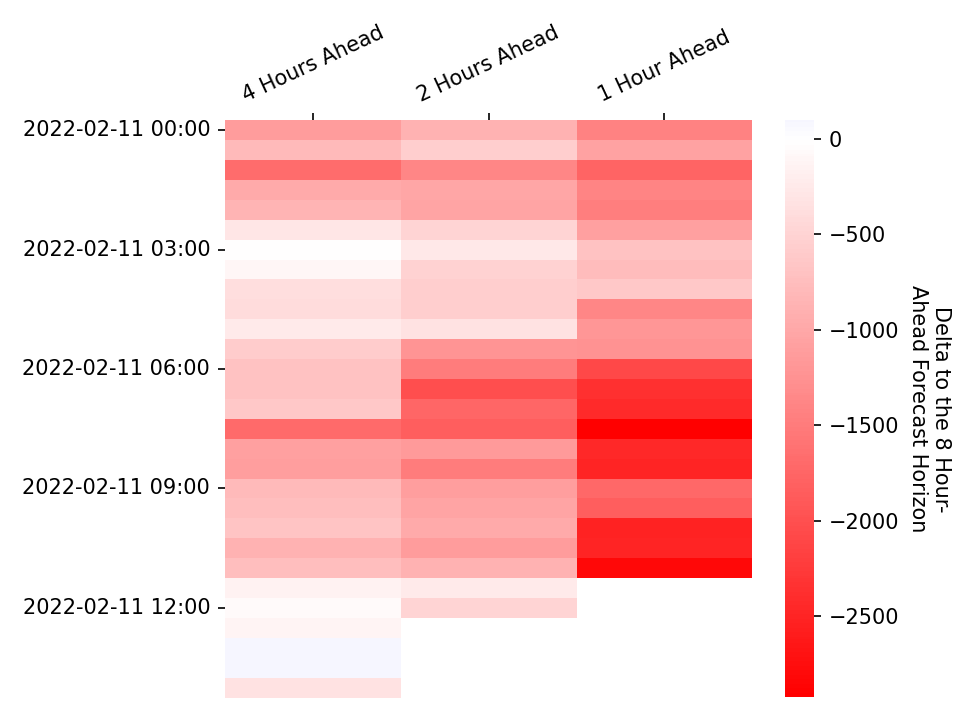 4 Hours Ahead
2 Hours Ahead
1 Hour Ahead
2022-02-11 00:00
2022-02-11 03:00
2022-02-11 06:00
2022-02-11 09:00
2022-02-11 12:00
0
−500
−1000
−1500
−2000
−2500
Delta to the 8 Hour-
Ahead Forecast Horizon